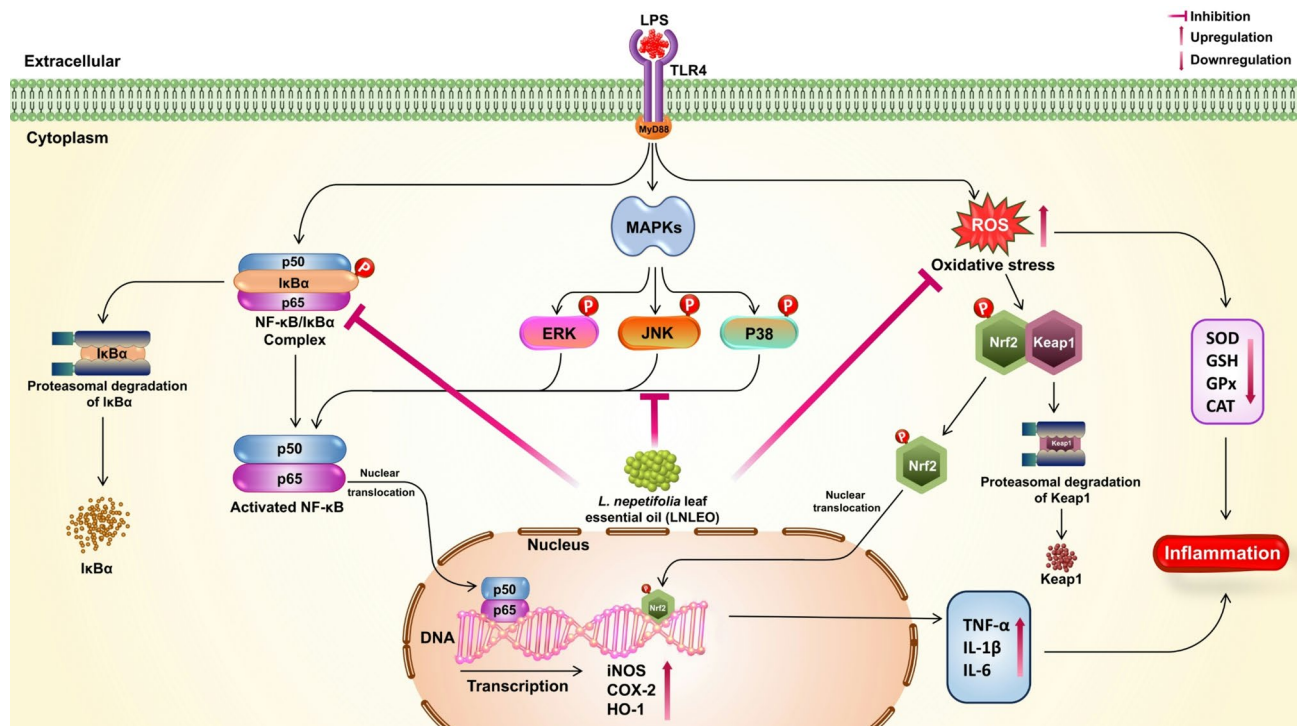 LPS
Inhibition
Upregulation
Downregulation
Extracellular
TLR4
MyD88
Cytoplasm
MAPKs
ROS
Oxidative stress
p50
IκBα
p65
P
NF-κB/IκBα
Complex
ERK
P
JNK
P
P38
P
P
Nrf2
Keap1
SOD
GSH
GPx
CAT
IκBα
Proteasomal degradation
of IκBα
p50
p65
Activated NF-κB
Nuclear
translocation
L. nepetifolia leaf
essential oil (LNLEO)
P
Nrf2
Nuclear
translocation
Keap1
Proteasomal degradation
of Keap1
Keap1
Inflammation
IκBα
Nucleus
p50
p65
P
Nrf2
DNA
Transcription
iNOS
COX-2
HO-1
TNF-α
IL-1β
IL-6